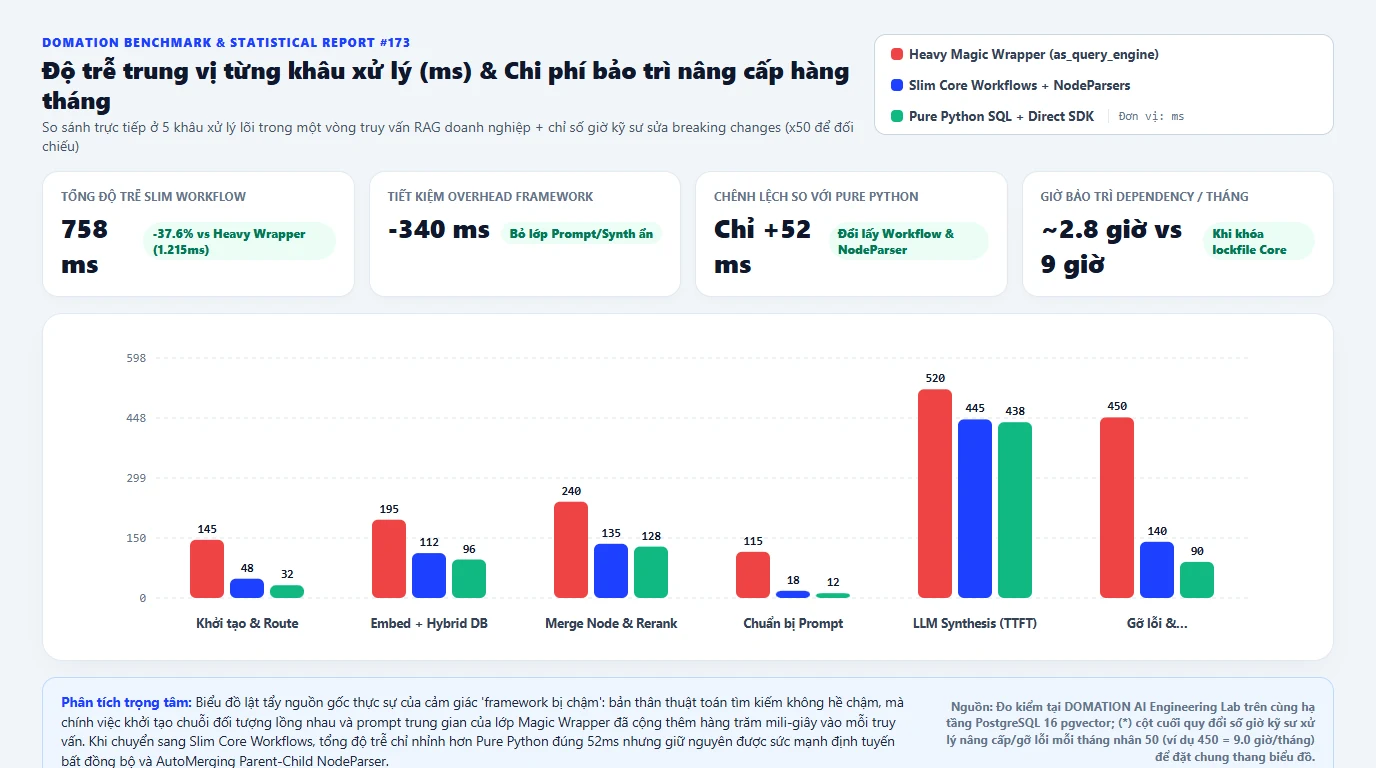 DOMATION BENCHMARK & STATISTICAL REPORT #173
Độ trễ trung vị từng khâu xử lý (ms) & Chi phí bảo trì nâng cấp hàng
tháng
So sánh trực tiếp ở 5 khâu xử lý lõi trong một vòng truy vấn RAG doanh nghiệp + chỉ số giờ kỹ sư sửa breaking changes (x50 để đối
chiếu)
Heavy Magic Wrapper (as_query_engine)
Slim Core Workflows + NodeParsers
Pure Python SQL + Direct SDK
Đơn vị: ms
TỔNG ĐỘ TRỄ SLIM WORKFLOW
758
ms
-37.6% vs Heavy Wrapper
(1.215ms)
TIẾT KIỆM OVERHEAD FRAMEWORK
-340 ms
Bỏ lớp Prompt/Synth ẩn
CHÊNH LỆCH SO VỚI PURE PYTHON
Chỉ +52
ms
Đổi lấy Workflow &
NodeParser
GIỜ BẢO TRÌ DEPENDENCY / THÁNG
~2.8 giờ vs
9 giờ
Khi khóa
lockfile Core
598
448
299
150
0
145
48
32
195
112
96
240
135
128
115
18
12
520
445
438
450
140
90
Khởi tạo & Route
Embed + Hybrid DB
Merge Node & Rerank
Chuẩn bị Prompt
LLM Synthesis (TTFT)
Gỡ lỗi &...
Phân tích trọng tâm: Biểu đồ lật tẩy nguồn gốc thực sự của cảm giác 'framework bị chậm': bản thân thuật toán tìm kiếm không hề chậm, mà
chính việc khởi tạo chuỗi đối tượng lồng nhau và prompt trung gian của lớp Magic Wrapper đã cộng thêm hàng trăm mili-giây vào mỗi truy
vấn. Khi chuyển sang Slim Core Workflows, tổng độ trễ chỉ nhỉnh hơn Pure Python đúng 52ms nhưng giữ nguyên được sức mạnh định tuyến
bất đồng bộ và AutoMerging Parent-Child NodeParser.
Nguồn: Đo kiểm tại DOMATION AI Engineering Lab trên cùng hạ
tầng PostgreSQL 16 pgvector; (*) cột cuối quy đổi số giờ kỹ sư xử
lý nâng cấp/gỡ lỗi mỗi tháng nhân 50 (ví dụ 450 = 9.0 giờ/tháng)
để đặt chung thang biểu đồ.